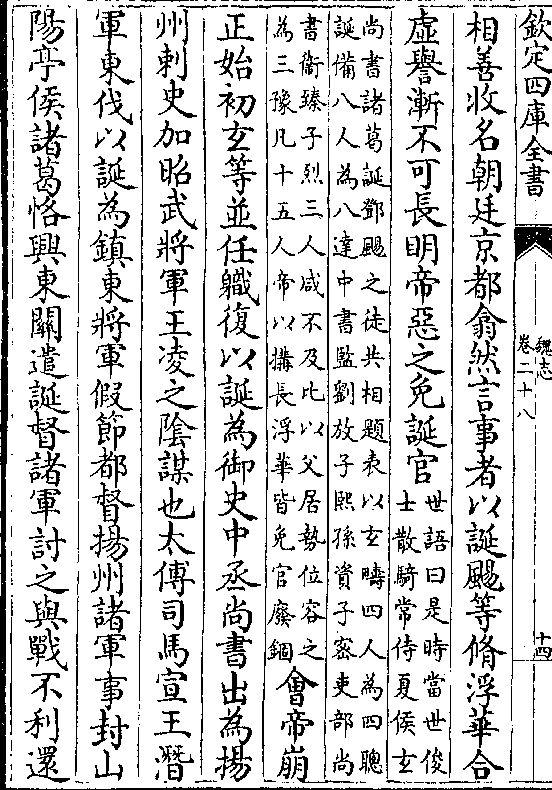 欽定四庫全書
魏志
卷二十八
十四
相善收名朝廷京都翕然言事者以誕颺等脩浮華合
虛譽漸不可長明帝惡之免誕官
世語曰是時當世俊
士散騎常侍夏侯玄
尚書諸葛誕鄧颺之徒共相題表以玄疇四人為四聰
誕備八人為八達中書監劉放子熙孫資子密吏部尚
書衛臻子烈三人咸不及比以父居勢位容之
為三豫凡十五人帝以搆長浮華皆免官廢錮
會帝崩
正始初玄等並任軄復以誕為御史中丞尚書出為揚
州刺史加昭武將軍王凌之陰謀也太傅司馬宣王潛
軍東伐以誕為鎮東將軍假節都督揚州諸軍事封山
陽亭侯諸葛恪興東關遣誕督諸軍討之與戰不利還